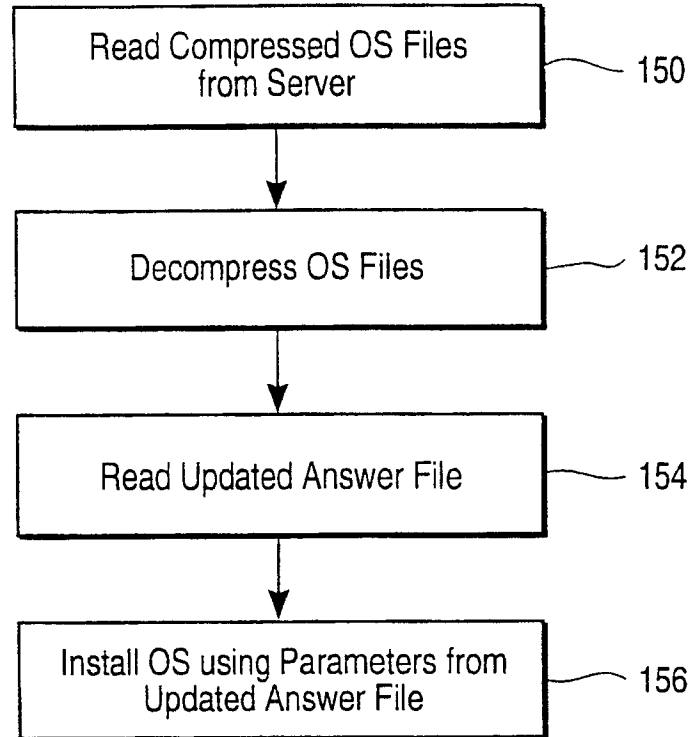 Read Compressed OS Files
from Server
150
Decompress OS Files
152
Read Updated Answer File
154
Install OS using Parameters from
Updated Answer File
156